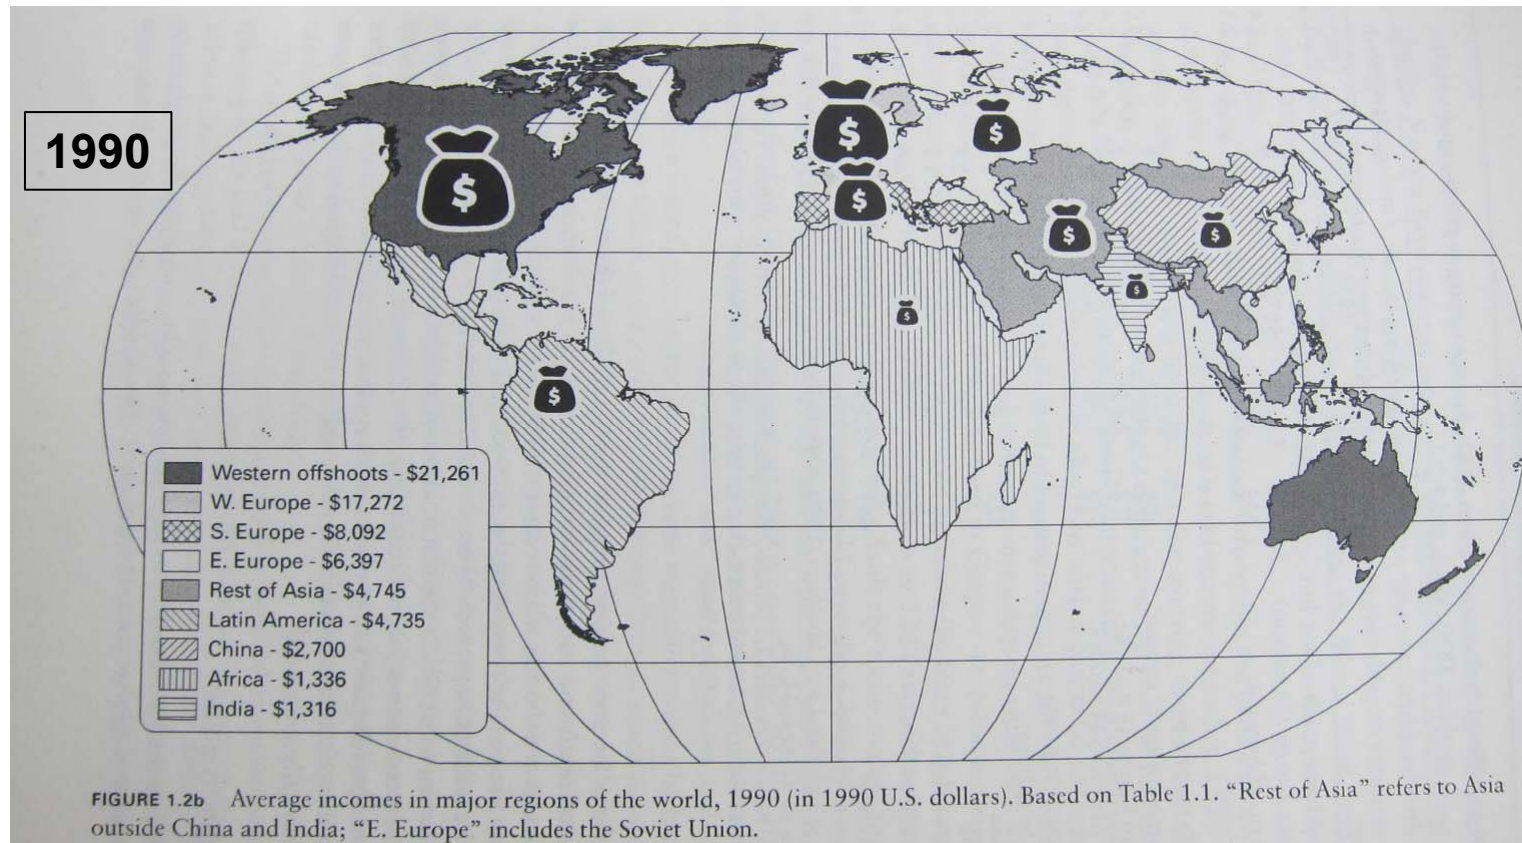 1990
$
$
$
$
$
$
$
$
$
Western offshoots - $21,261
W. Europe - $17,272
S. Europe - $8,092
E. Europe - $6,397
Rest of Asia - $4,745
Latin America - $4,735
China - $2,700
Africa - $1,336
India - $1,316
FIGURE 1.2b Average incomes in major regions of the world, 1990 (in 1990 U.S. dollars). Based on Table 1.1. “Rest of Asia” refers to Asia
outside China and India; “E. Europe” includes the Soviet Union.